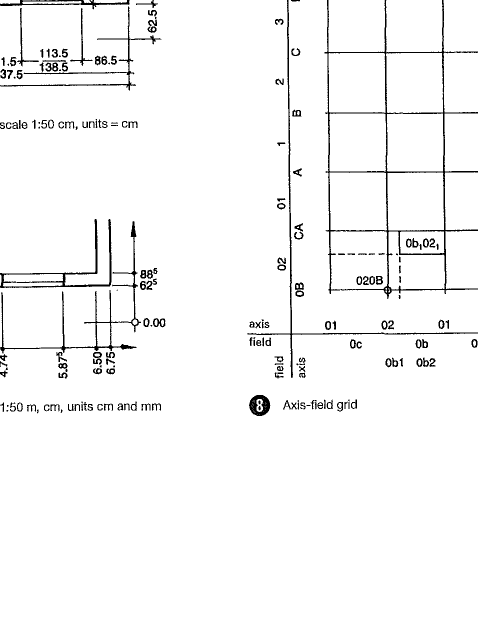 62.5
1.5
113.5
138.5
86.5
37.5
scale 1:50 cm, units = cm
88⁵
62⁵
0.00
4.74
5.87⁵
6.50
6.75
1:50 m, cm, units cm and mm
3
C
2
B
1
A
01
CA
02
0B
0b₁02₁
020B
axis 01 02 01
field 0c 0b 0
field axis 0b1 0b2
8 Axis-field grid